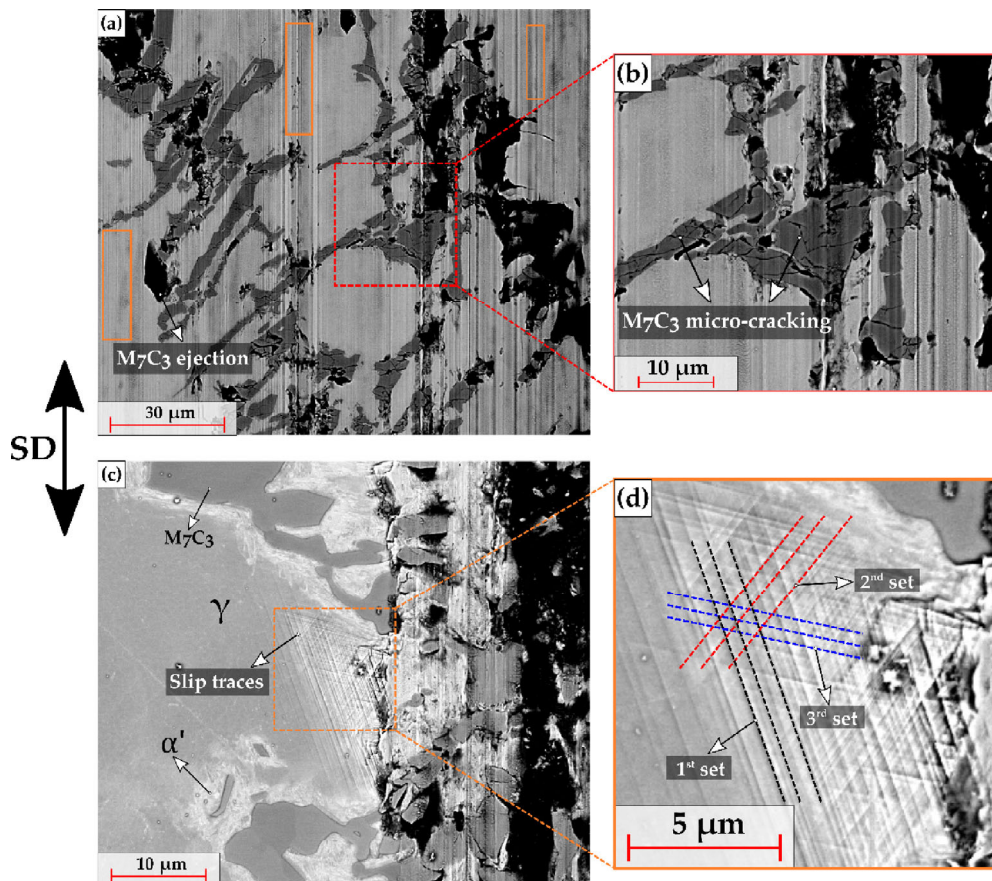 (a)
M7C3 ejection
30 μm
(b)
M7C3 micro-cracking
10 μm
SD
(c)
M7C3
γ
Slip traces
α'
10 μm
(d)
2nd set
3rd set
1st set
5 μm